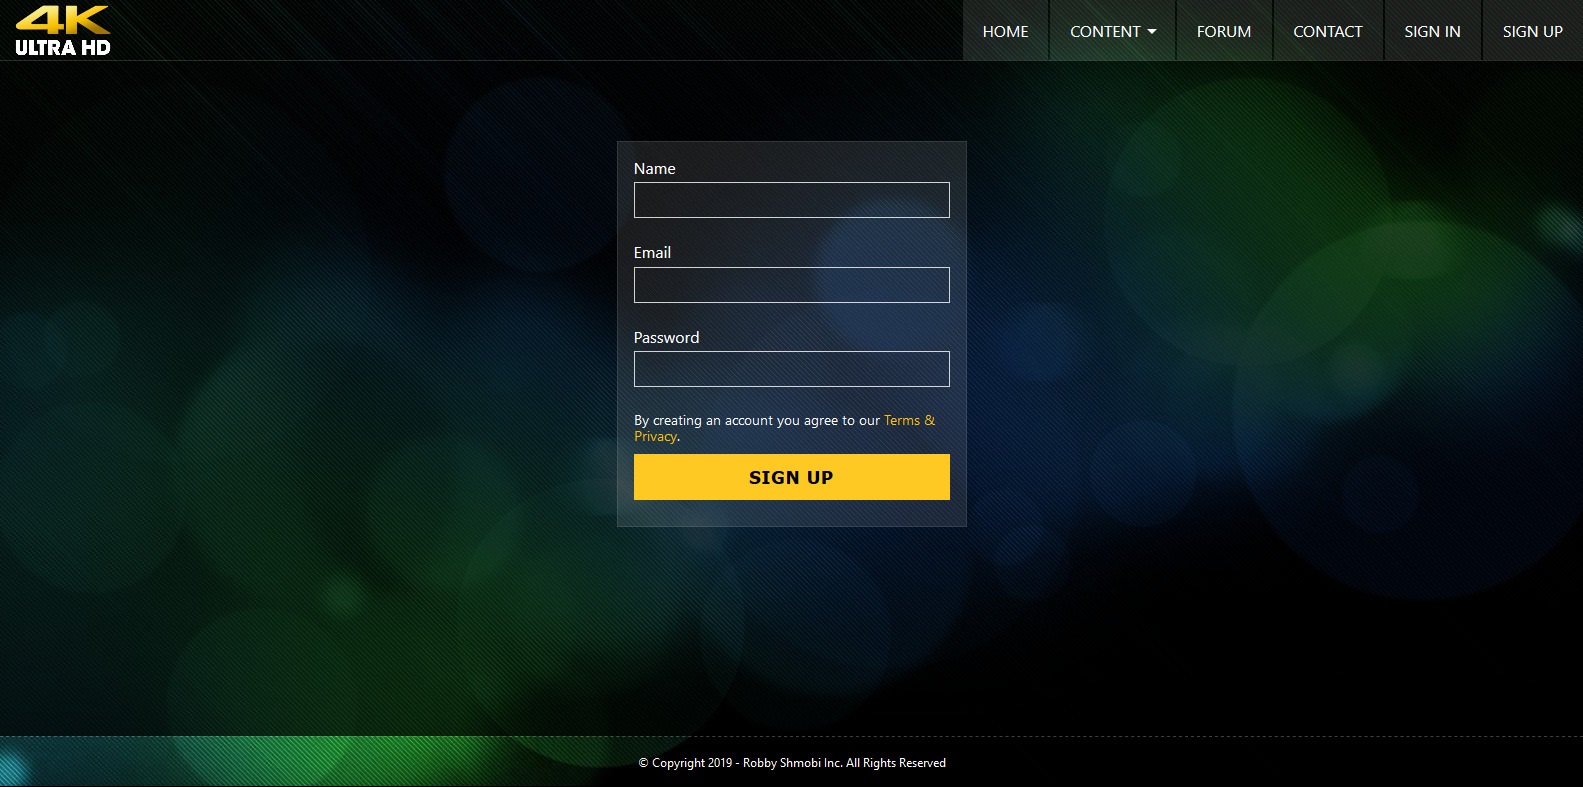 4K
ULTRA HD
HOME CONTENT FORUM CONTACT SIGN IN SIGN UP
Name
Email
Password
By creating an account you agree to our Terms &
Privacy.
SIGN UP
© Copyright 2019 - Robby Shmobi Inc. All Rights Reserved